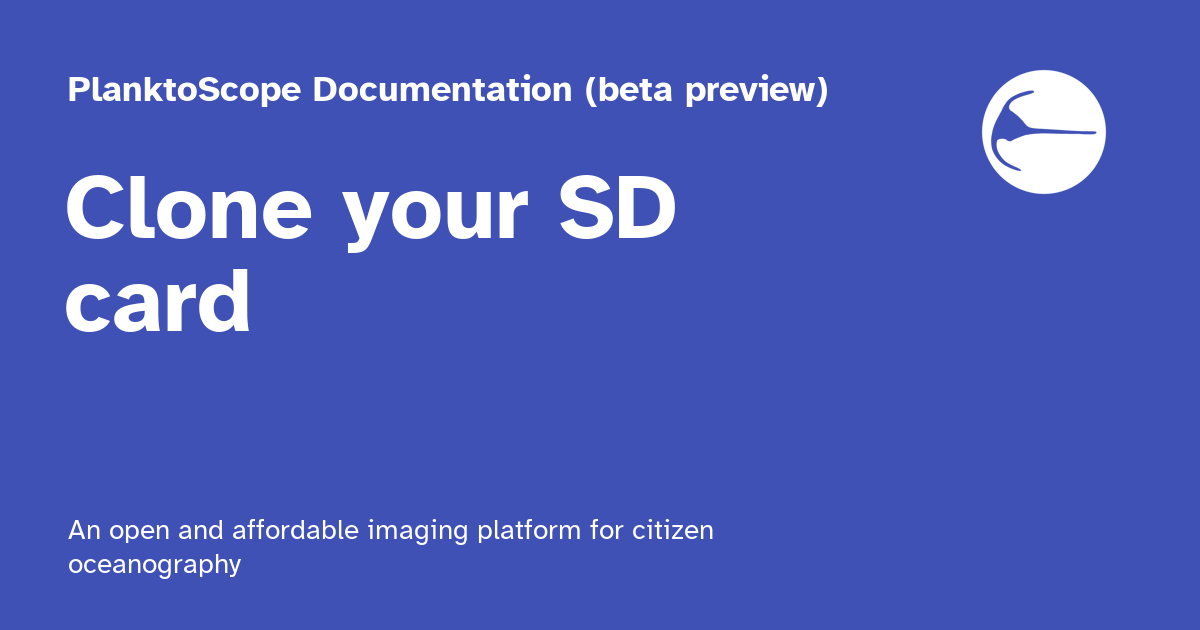 PlanktoScope Documentation (beta preview)
Clone your SD
card
An open and affordable imaging platform for citizen
oceanography